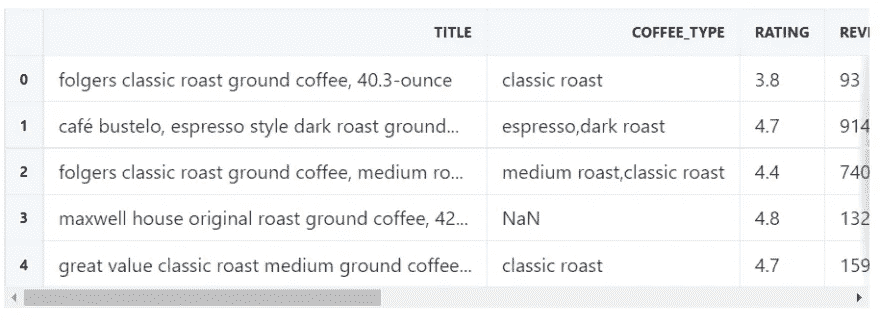 TITLE COFFEE_TYPE RATING REVI
0 folgers classic roast ground coffee, 40.3-ounce classic roast 3.8 93
1 café bustelo, espresso style dark roast ground... espresso,dark roast 4.7 914
2 folgers classic roast ground coffee, medium ro... medium roast,classic roast 4.4 740
3 maxwell house original roast ground coffee, 42... NaN 4.8 132
4 great value classic roast medium ground coffee... classic roast 4.7 159